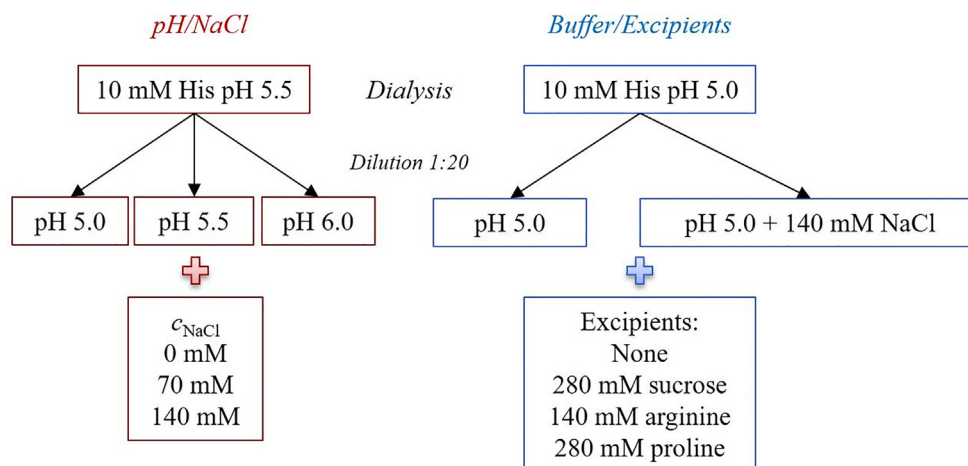 pH/NaCl
Buffer/Excipients
10 mM His pH 5.5
Dialysis
10 mM His pH 5.0
Dilution 1:20
pH 5.0
pH 5.5
pH 6.0
pH 5.0
pH 5.0 + 140 mM NaCl
cNaCl
0 mM
70 mM
140 mM
Excipients:
None
280 mM sucrose
140 mM arginine
280 mM proline